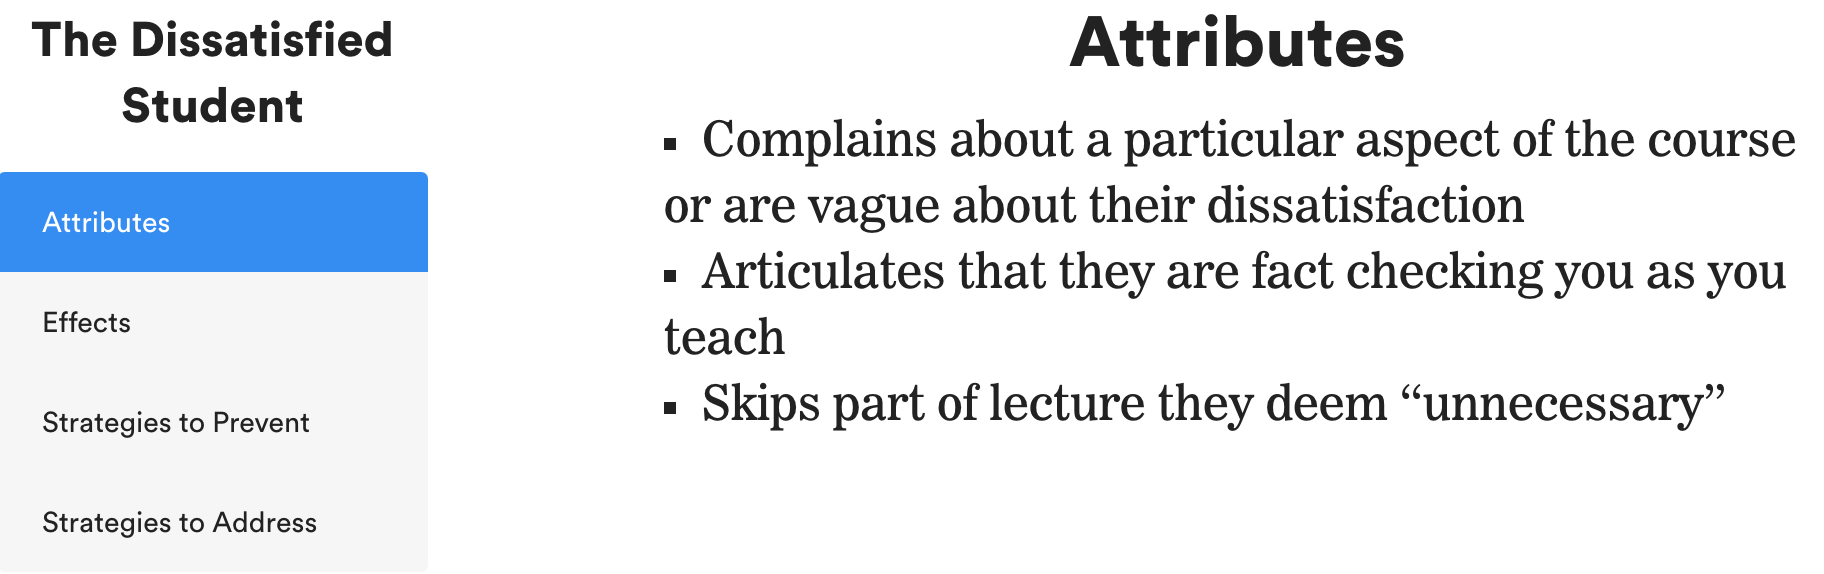 The Dissatisfied
Student
Attributes
Effects
Strategies to Prevent
Strategies to Address
Attributes
▪ Complains about a particular aspect of the course
or are vague about their dissatisfaction
▪ Articulates that they are fact checking you as you
teach
▪ Skips part of lecture they deem “unnecessary”